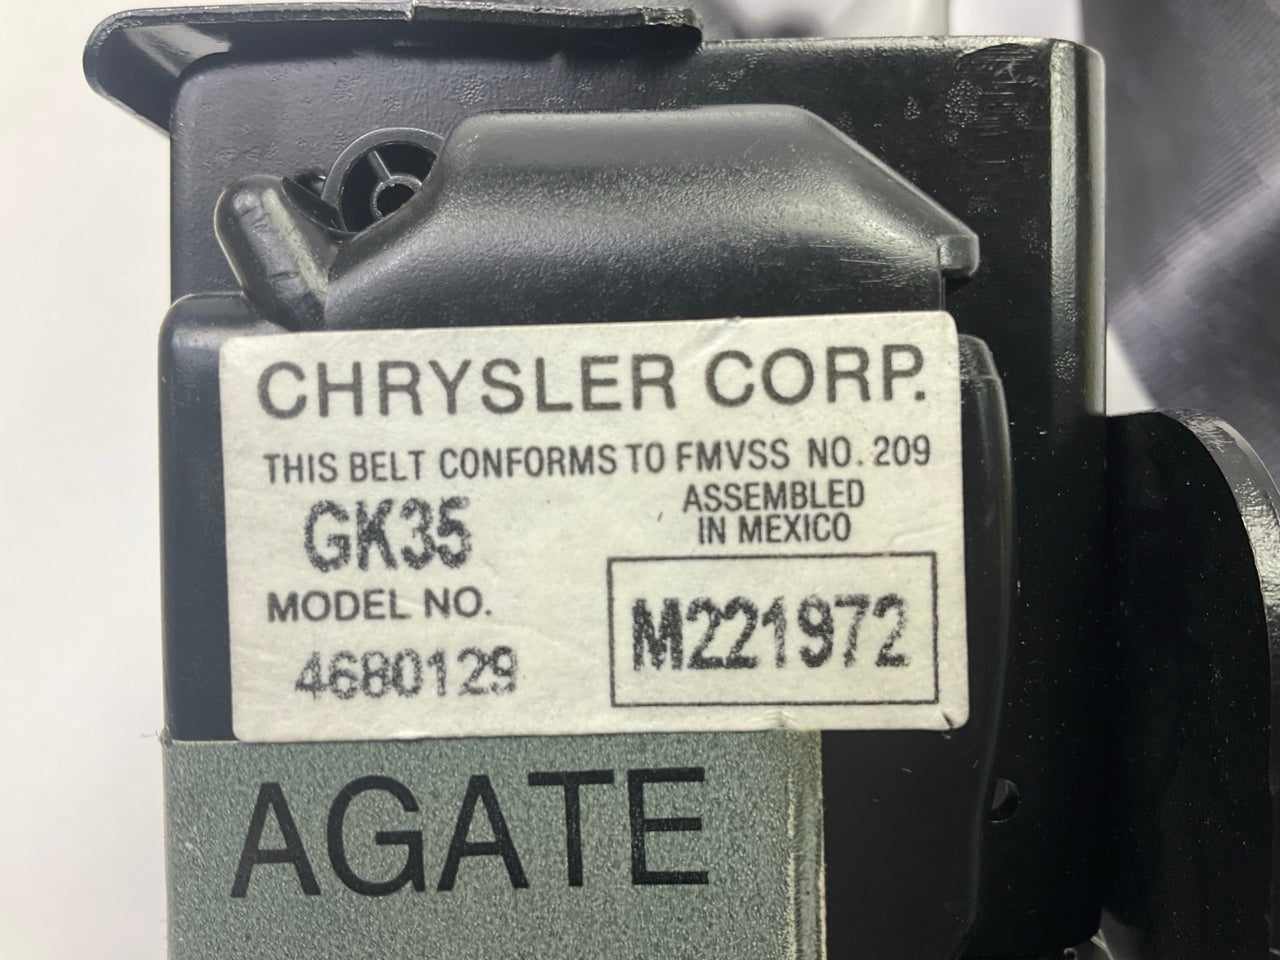 CHRYSLER CORP.
THIS BELT CONFORMS TO FMVSS NO. 209
GK35
ASSEMBLED
IN MEXICO
MODEL NO.
4680129
M221972
AGATE